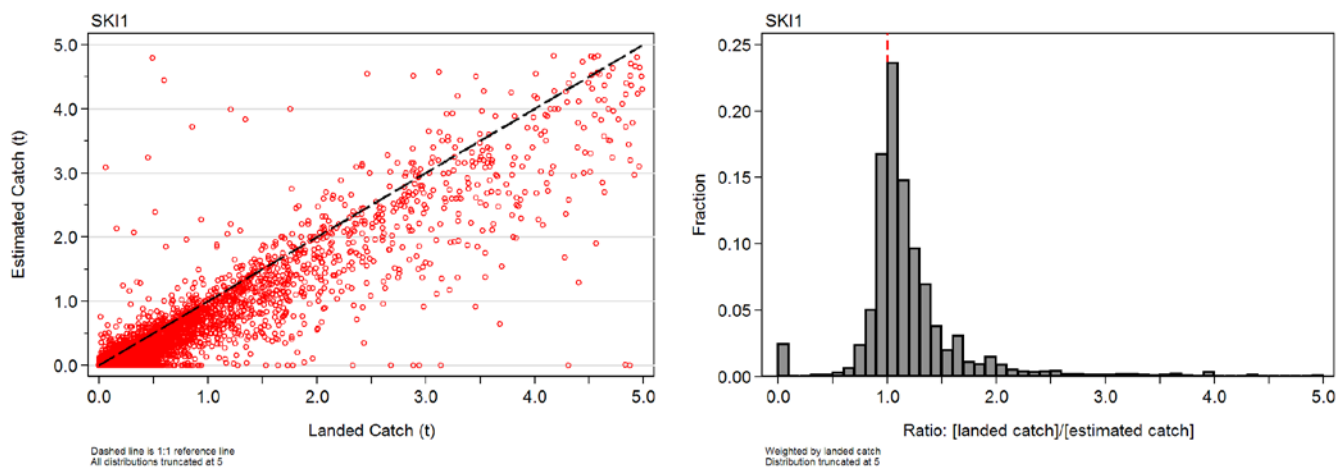 SKI1
5.0
4.0
3.0
2.0
1.0
0.0
Estimated Catch (t)
0.0 1.0 2.0 3.0 4.0 5.0
Landed Catch (t)
Dashed line is 1:1 reference line
All distributions truncated at 5
SKI1
0.25
0.20
0.15
0.10
0.05
0.00
Fraction
0.0 1.0 2.0 3.0 4.0 5.0
Ratio: [landed catch]/[estimated catch]
Weighted by landed catch
Distribution truncated at 5